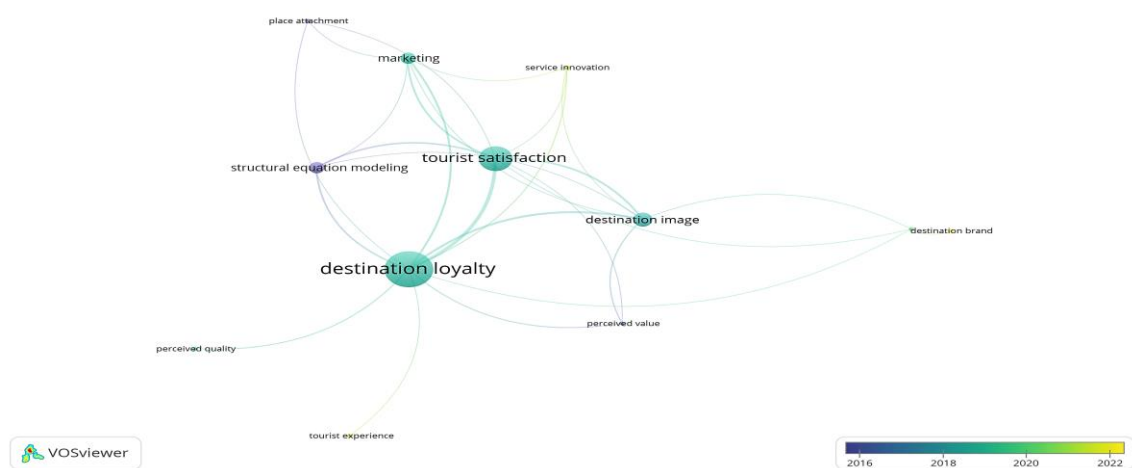 place attachment
marketing
service innovation
tourist satisfaction
structural equation modeling
destination image
destination brand
destination loyalty
perceived value
perceived quality
tourist experience
VOSviewer
2016 2018 2020 2022